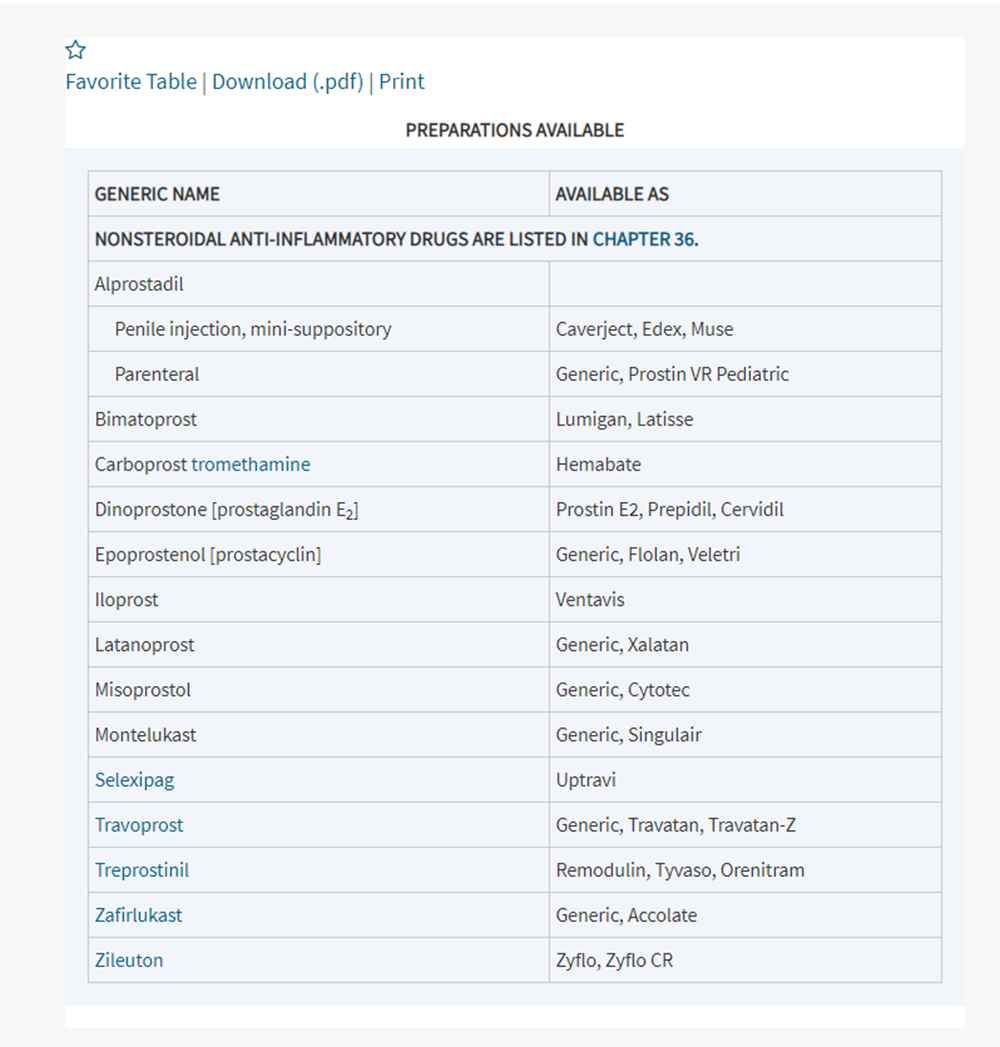 Favorite Table | Download (.pdf) | Print
PREPARATIONS AVAILABLE
GENERIC NAME AVAILABLE AS
NONSTEROIDAL ANTI-INFLAMMATORY DRUGS ARE LISTED IN CHAPTER 36.
Alprostadil
Penile injection, mini-suppository Caverject, Edex, Muse
Parenteral Generic, Prostin VR Pediatric
Bimatoprost Lumigan, Latisse
Carboprost tromethamine Hemabate
Dinoprostone [prostaglandin E₂] Prostin E2, Prepidil, Cervidil
Epoprostenol [prostacyclin] Generic, Flolan, Veletri
Iloprost Ventavis
Latanoprost Generic, Xalatan
Misoprostol Generic, Cytotec
Montelukast Generic, Singulair
Selexipag Uptravi
Travoprost Generic, Travatan, Travatan-Z
Treprostinil Remodulin, Tyvaso, Orenitram
Zafirlukast Generic, Accolate
Zileuton Zyflo, Zyflo CR